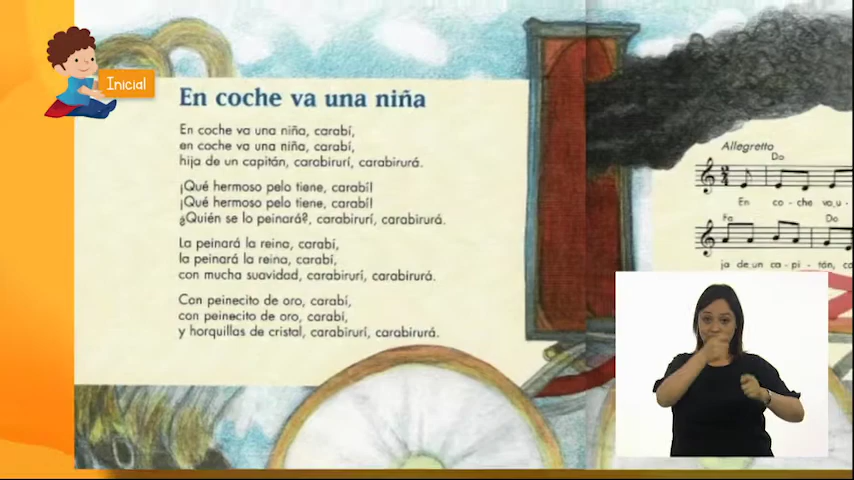 Inicial
En coche va una niña
En coche va una niña, carabí,
en coche va una niña, carabí,
hija de un capitán, carabirurí, carabirurá.
¡Qué hermoso pelo tiene, carabí!
¡Qué hermoso pelo tiene, carabí!
¿Quién se lo peinará?, carabirurí, carabirurá.
La peinará la reina, carabí,
la peinará la reina, carabí,
con mucha suavidad, carabirurí, carabirurá.
Con peinecito de oro, carabí,
con peinecito de oro, carabí,
y horquillas de cristal, carabirurí, carabirurá.
Allegretto
Do
En co - che va u -
Fa Do
ja de un ca - pi - tán, ca